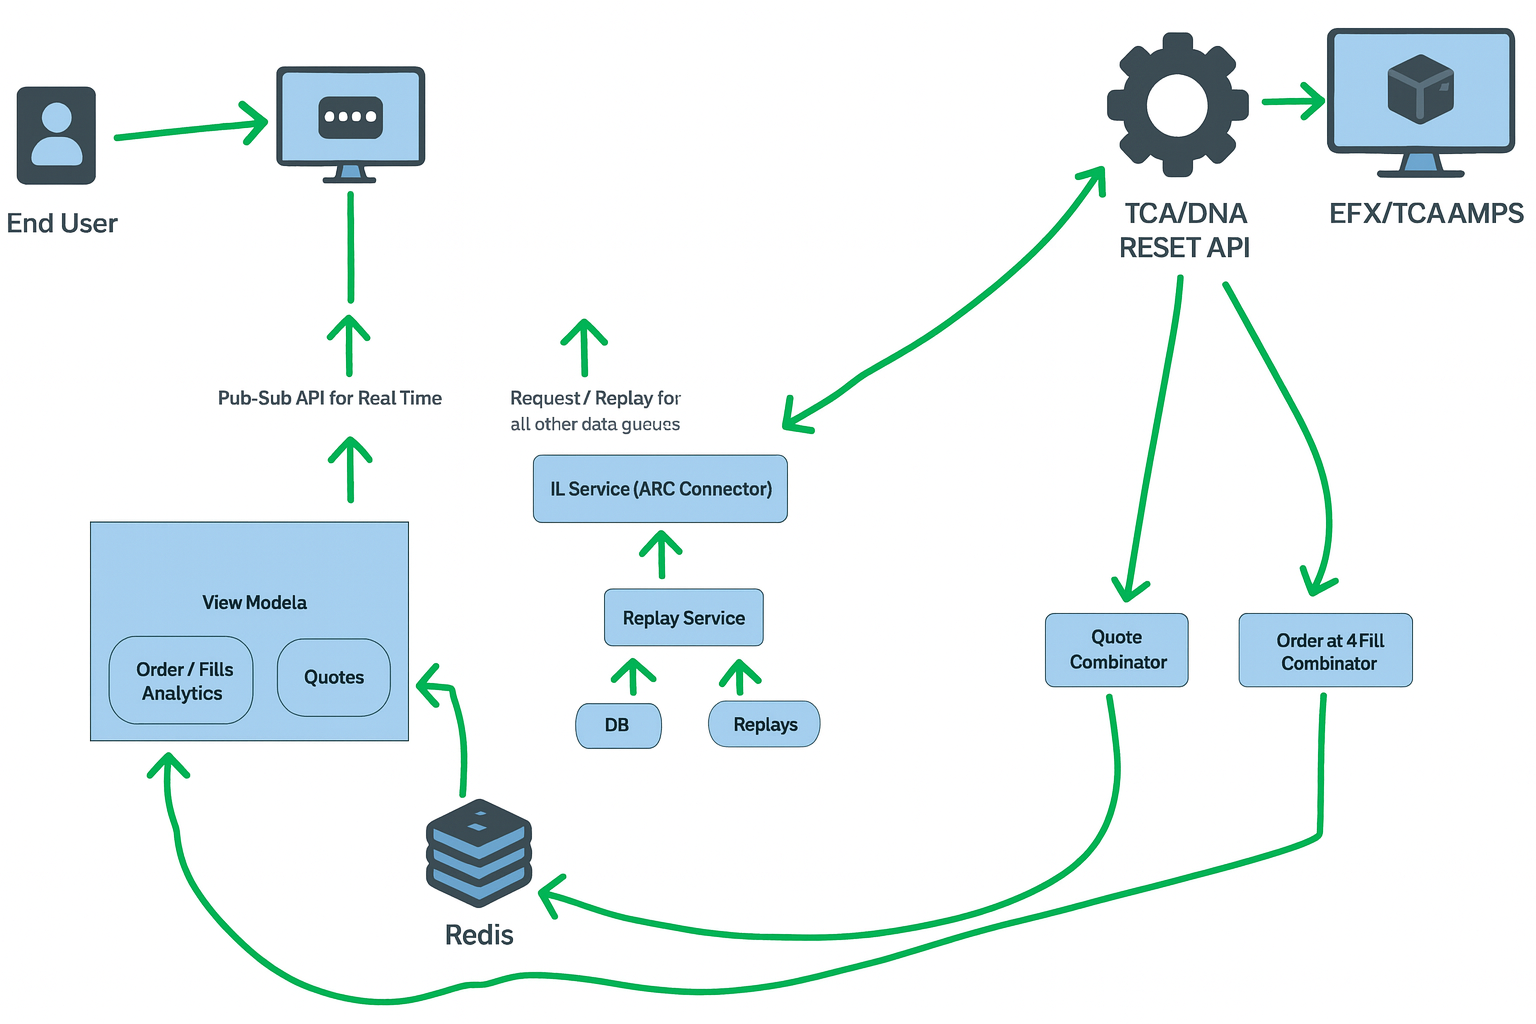 End User
TCA/DNA
RESET API
EFX/TCAAMPS
Pub-Sub API for Real Time
Request / Replay for
all other data gueues
IL Service (ARC Connector)
Replay Service
DB
Replays
View Modela
Order / Fills
Analytics
Quotes
Quote
Combinator
Order at 4 Fill
Combinator
Redis